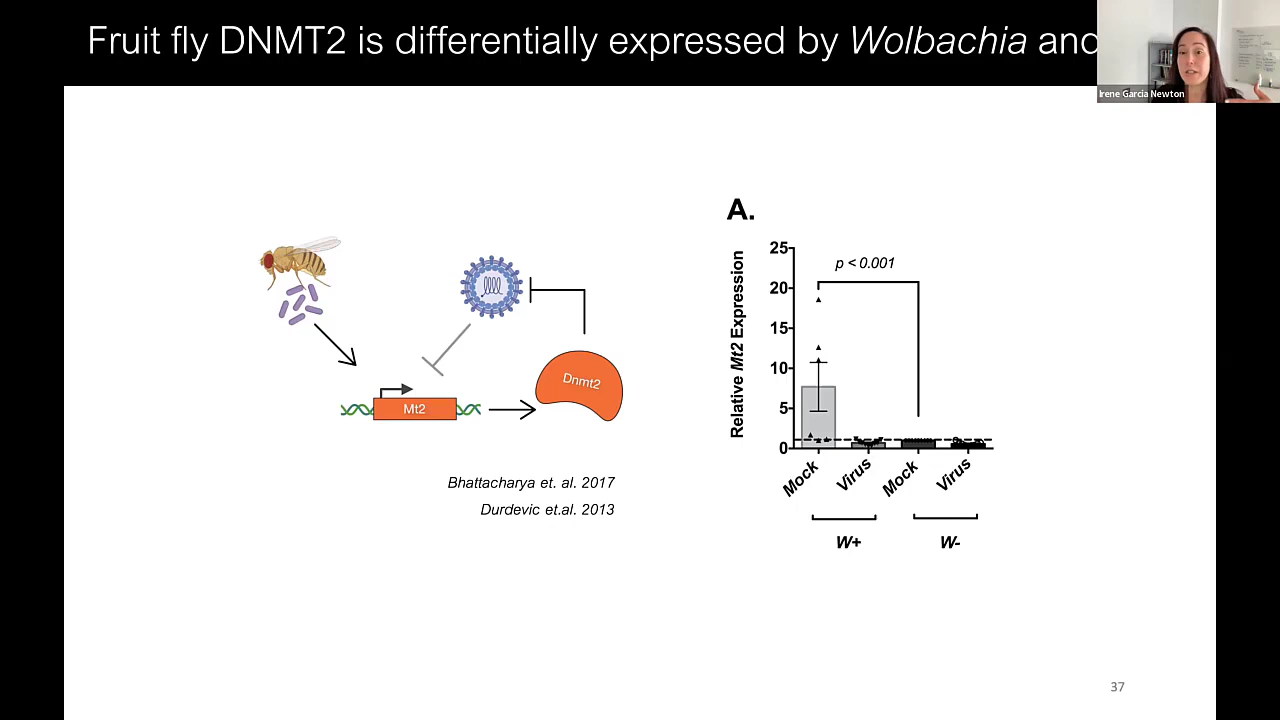 Fruit fly DNMT2 is differentially expressed by Wolbachia and
Irene Garcia Newton
A.
Relative Mt2 Expression
25
20
15
10
5
0
p < 0.001
Mock
Virus
Mock
Virus
W+
W-
Dnmt2
Mt2
Bhattacharya et. al. 2017
Durdevic et.al. 2013
37